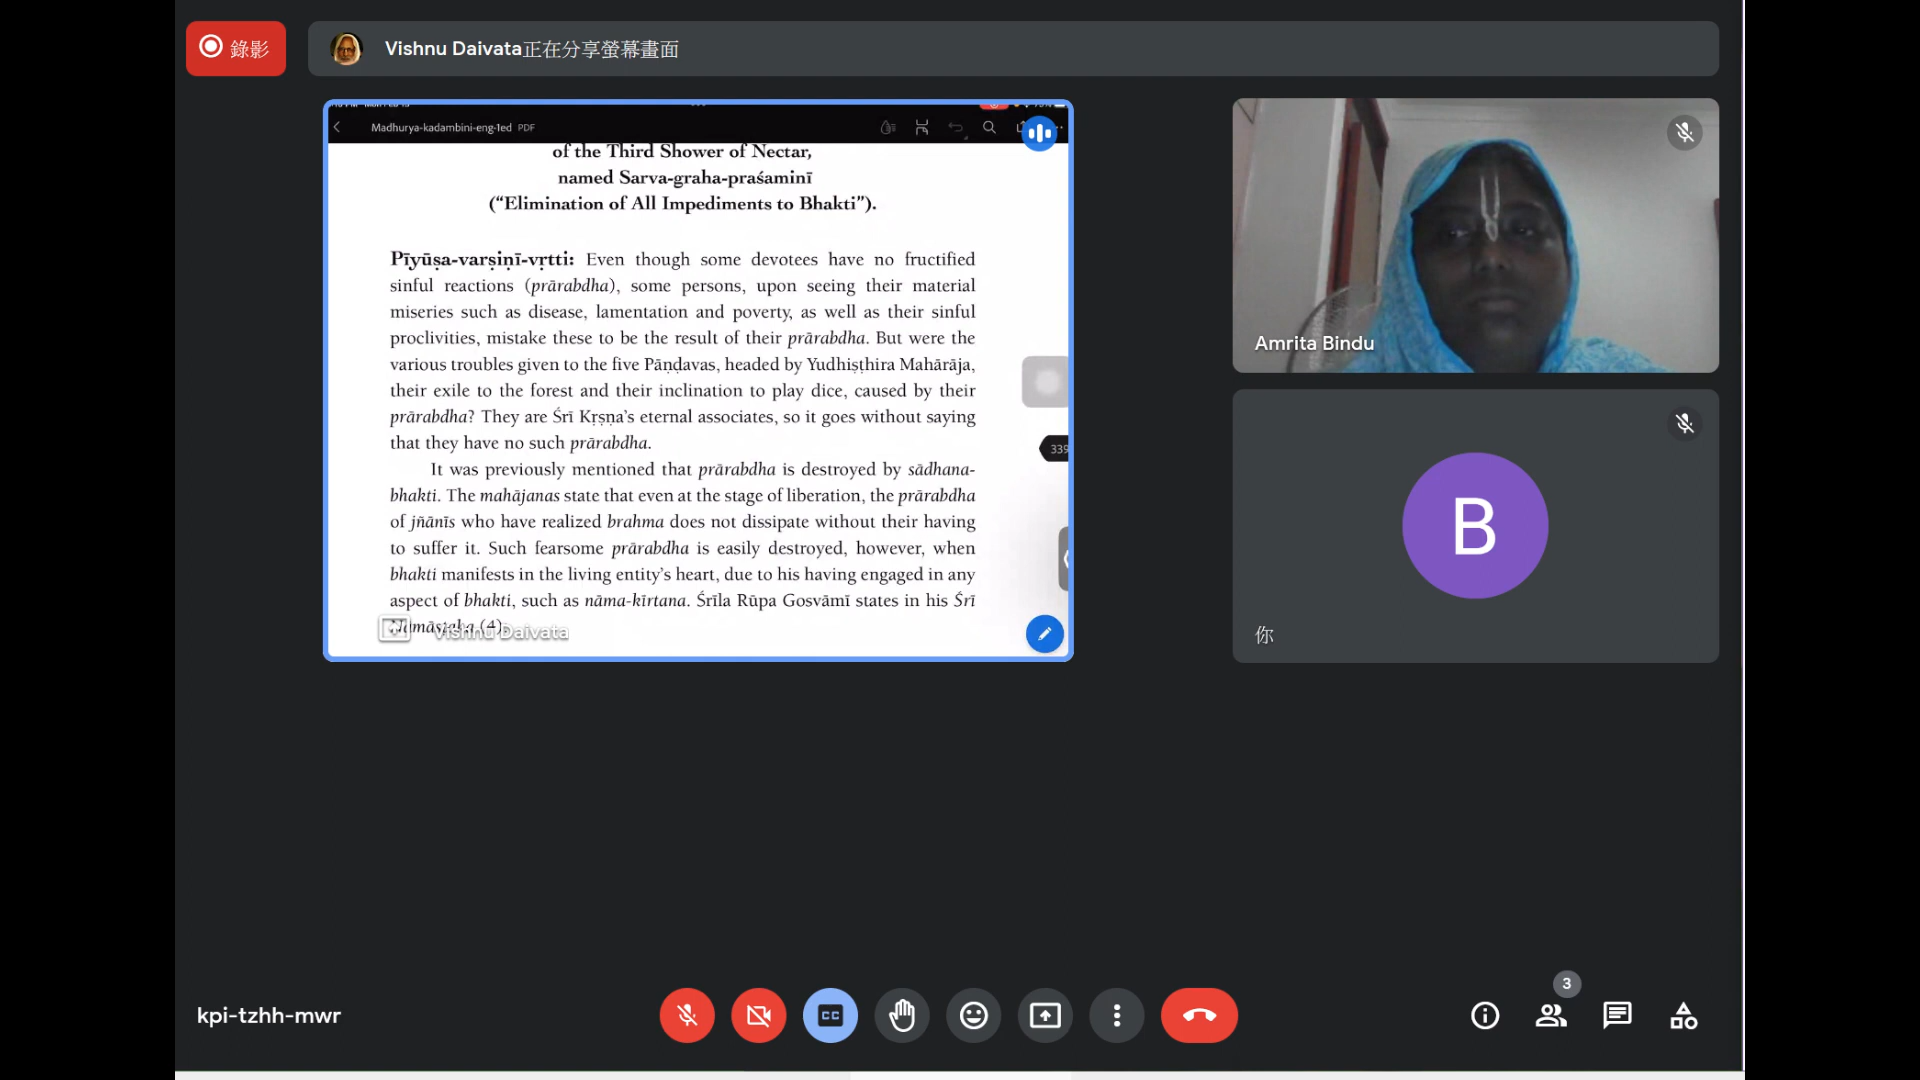 錄影
Vishnu Daivata正在分享螢幕畫面
Madhurya-kadambini-eng-1ed PDF
of the Third Shower of Nectar,
named Sarva-graha-praśaminī
(“Elimination of All Impediments to Bhakti”).
Pīyūṣa-varṣiṇī-vṛtti: Even though some devotees have no fructified
sinful reactions (prārabdha), some persons, upon seeing their material
miseries such as disease, lamentation and poverty, as well as their sinful
proclivities, mistake these to be the result of their prārabdha. But were the
various troubles given to the five Pāṇḍavas, headed by Yudhiṣṭhira Mahārāja,
their exile to the forest and their inclination to play dice, caused by their
prārabdha? They are Śrī Kṛṣṇa’s eternal associates, so it goes without saying
that they have no such prārabdha.
339
It was previously mentioned that prārabdha is destroyed by sādhana-
bhakti. The mahājanas state that even at the stage of liberation, the prārabdha
of jñānīs who have realized brahma does not dissipate without their having
to suffer it. Such fearsome prārabdha is easily destroyed, however, when
bhakti manifests in the living entity’s heart, due to his having engaged in any
aspect of bhakti, such as nāma-kīrtana. Śrīla Rūpa Gosvāmī states in his Śrī
Nāmāṣṭaka (4)
Vishnu Daivata
Amrita Bindu
B
你
kpi-tzhh-mwr
CC
3